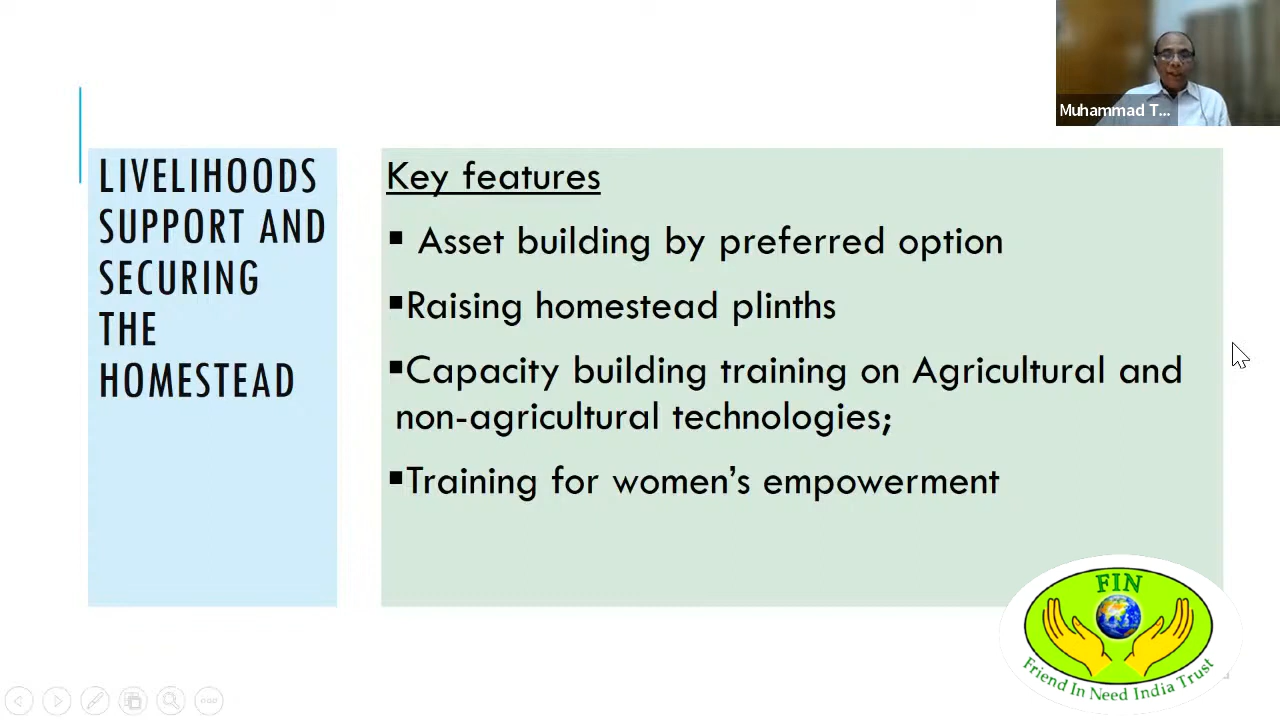 Muhammad T...
LIVELIHOODS
SUPPORT AND
SECURING
THE
HOMESTEAD
Key features
▪ Asset building by preferred option
▪Raising homestead plinths
▪Capacity building training on Agricultural and
non-agricultural technologies;
▪Training for women’s empowerment
FIN
Friend In Need India Trust